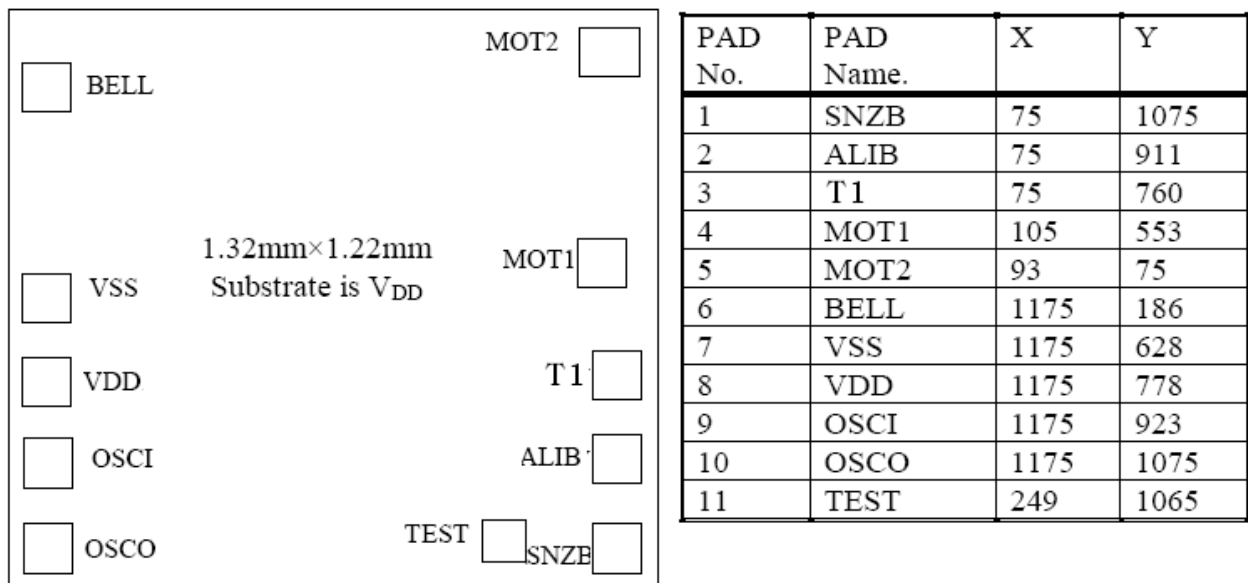 MOT2
BELL
1.32mm×1.22mm
MOT1
VSS
Substrate is VDD
T1
VDD
OSCI
ALIB
TEST
SNZB
OSCO
PAD No. PAD Name. X Y
1 SNZB 75 1075
2 ALIB 75 911
3 T1 75 760
4 MOT1 105 553
5 MOT2 93 75
6 BELL 1175 186
7 VSS 1175 628
8 VDD 1175 778
9 OSCI 1175 923
10 OSCO 1175 1075
11 TEST 249 1065